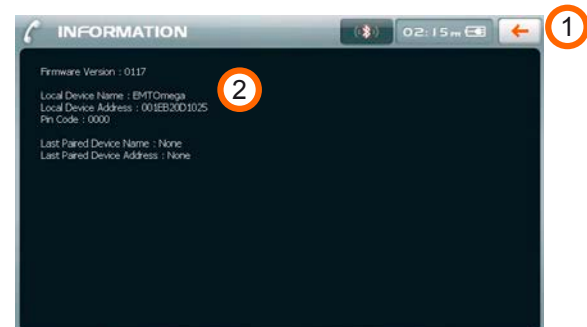 INFORMATION
02:15 m
1
Firmware Version : 0117
2
Local Device Name : EMTOmega
Local Device Address : 001EB20D1025
Pin Code : 0000
Last Paired Device Name : None
Last Paired Device Address : None